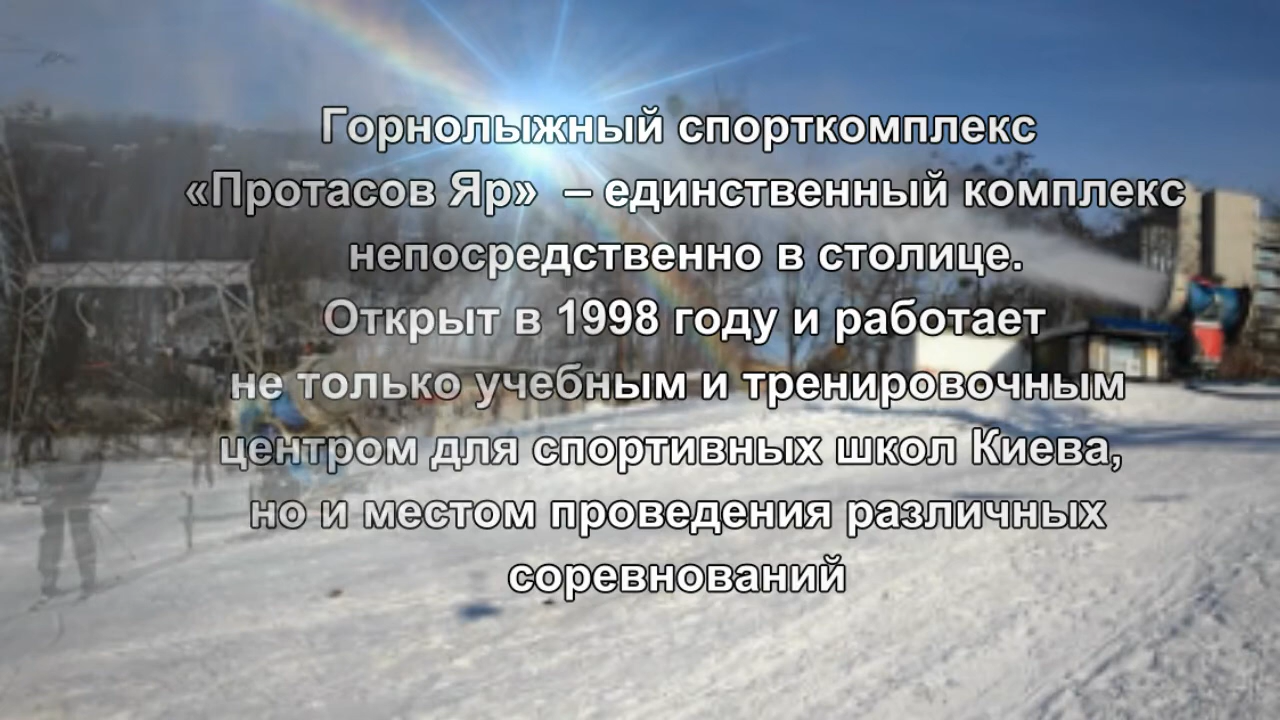 Горнолыжный спорткомплекс
«Протасов Яр» – единственный комплекс
непосредственно в столице.
Открыт в 1998 году и работает
не только учебным и тренировочным
центром для спортивных школ Киева,
но и местом проведения различных
соревнований